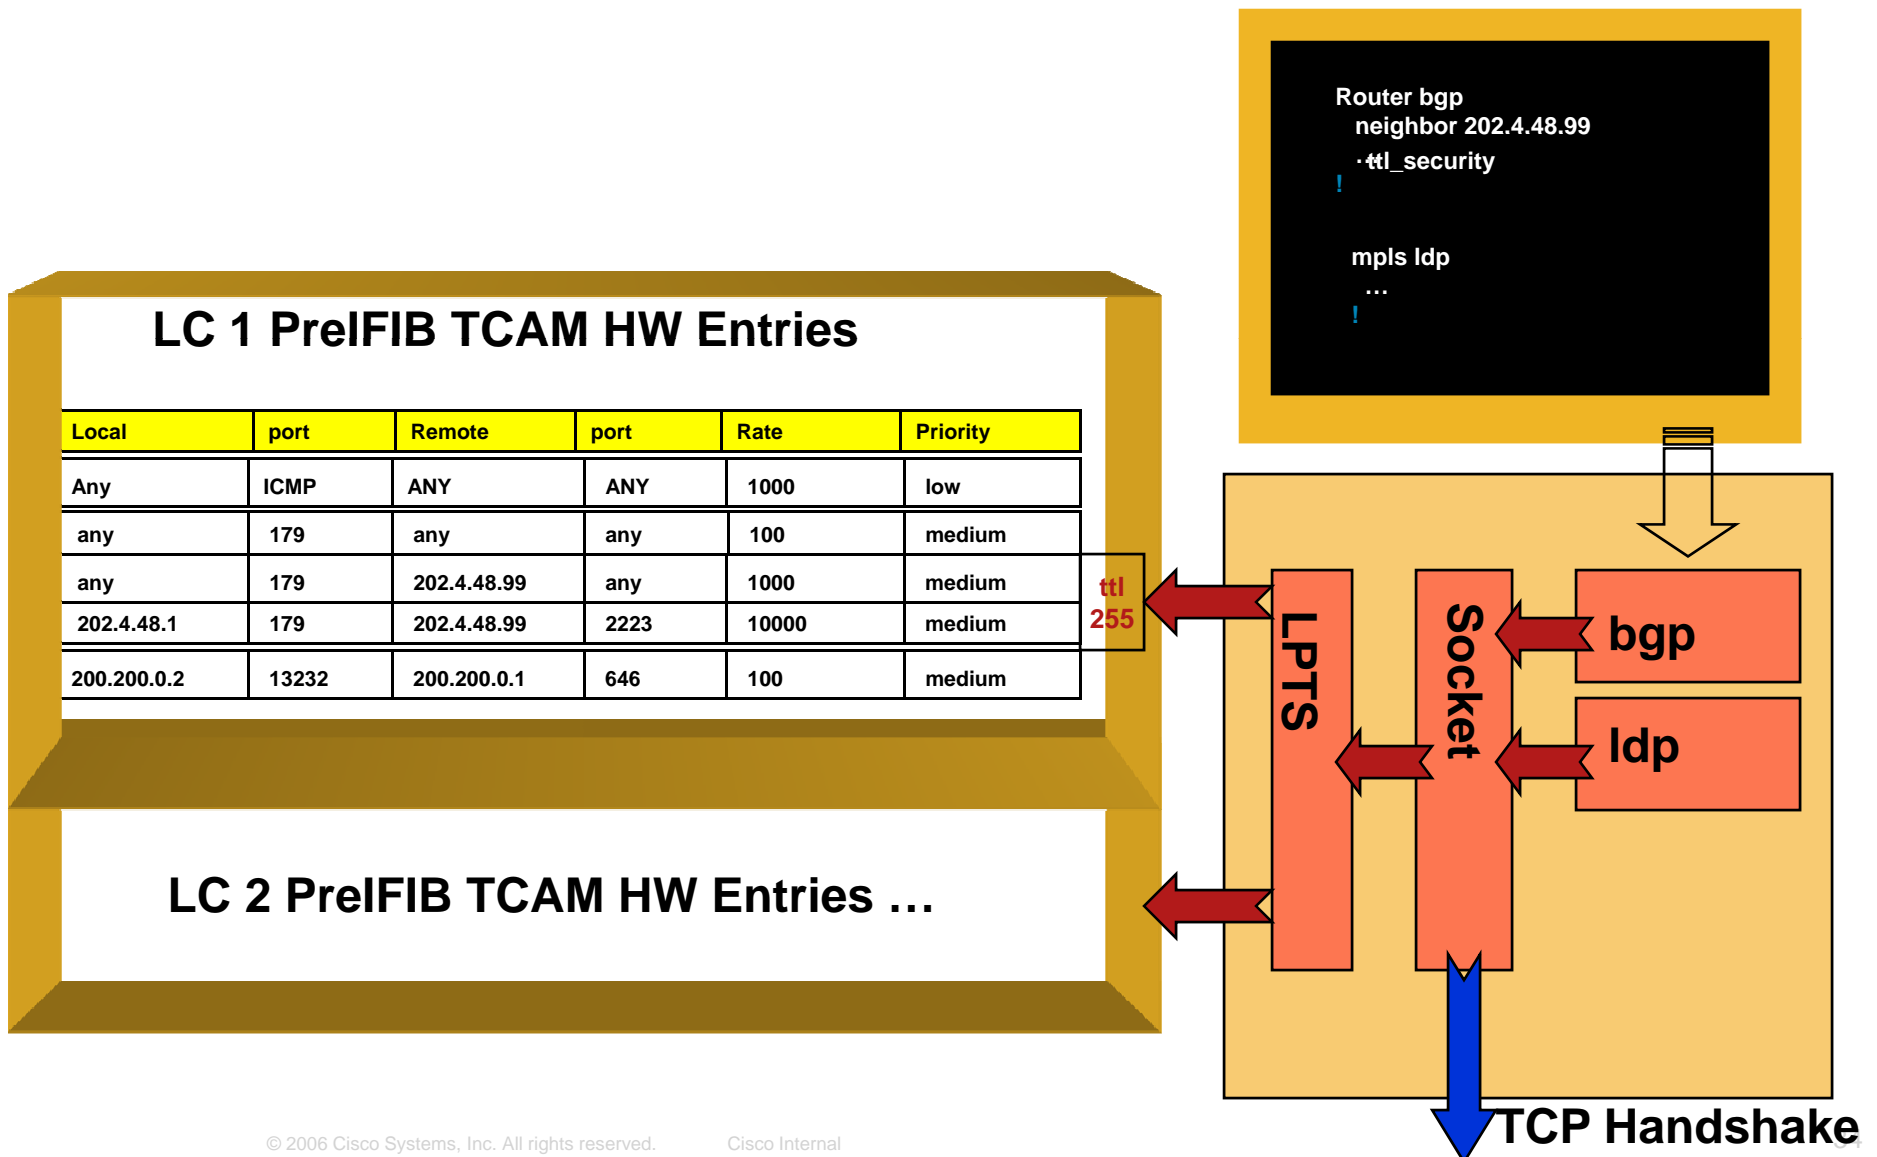 Router bgp
neighbor 202.4.48.99
ttl_security
!
mpls ldp
…
!
LC 1 PreIFIB TCAM HW Entries
Local port Remote port Rate Priority
Any ICMP ANY ANY 1000 low
any 179 any any 100 medium
any 179 202.4.48.99 any 1000 medium
202.4.48.1 179 202.4.48.99 2223 10000 medium
200.200.0.2 13232 200.200.0.1 646 100 medium
ttl
255
LPTS
Socket
bgp
ldp
LC 2 PreIFIB TCAM HW Entries …
TCP Handshake
© 2006 Cisco Systems, Inc. All rights reserved. Cisco Internal